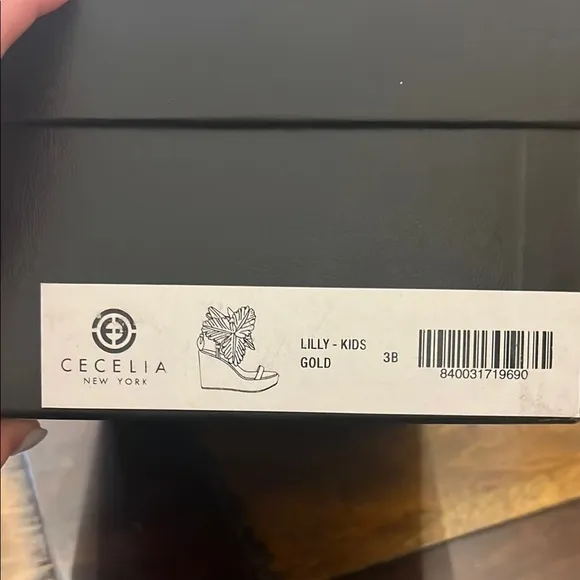 CECELIA
NEW YORK
LILLY - KIDS
GOLD
3B
840031719690